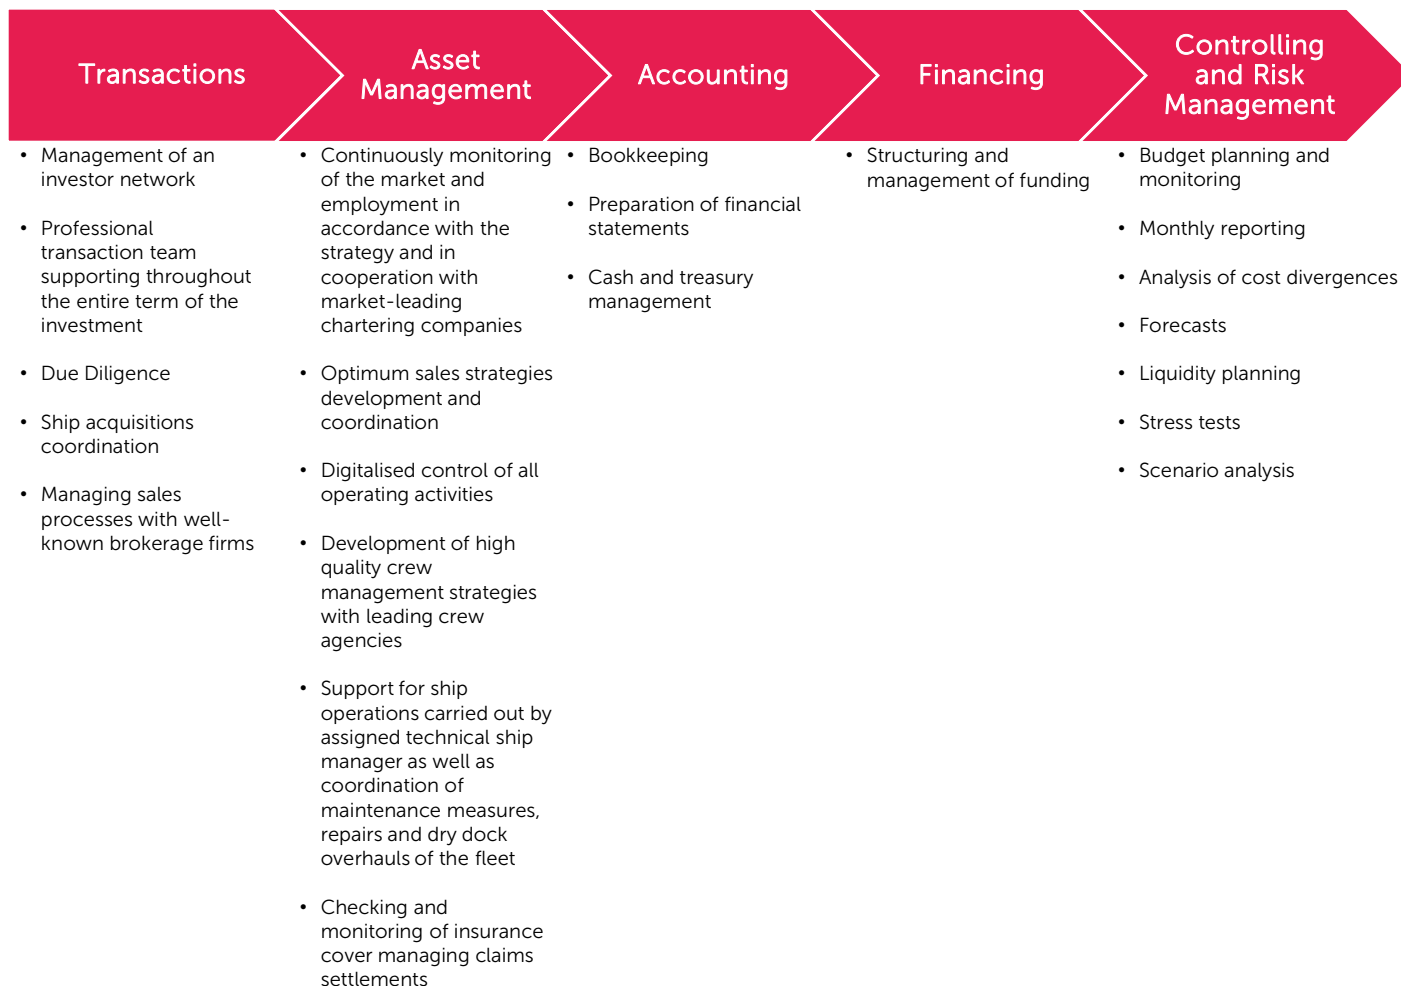 Transactions
Asset
Management
Accounting
Financing
Controlling
and Risk
Management
• Management of an
investor network
• Professional
transaction team
supporting throughout
the entire term of the
investment
• Due Diligence
• Ship acquisitions
coordination
• Managing sales
processes with well-
known brokerage firms
• Continuously monitoring
of the market and
employment in
accordance with the
strategy and in
cooperation with
market-leading
chartering companies
• Optimum sales strategies
development and
coordination
• Digitalised control of all
operating activities
• Development of high
quality crew
management strategies
with leading crew
agencies
• Support for ship
operations carried out by
assigned technical ship
manager as well as
coordination of
maintenance measures,
repairs and dry dock
overhauls of the fleet
• Checking and
monitoring of insurance
cover managing claims
settlements
• Bookkeeping
• Preparation of financial
statements
• Cash and treasury
management
• Structuring and
management of funding
• Budget planning and
monitoring
• Monthly reporting
• Analysis of cost divergences
• Forecasts
• Liquidity planning
• Stress tests
• Scenario analysis